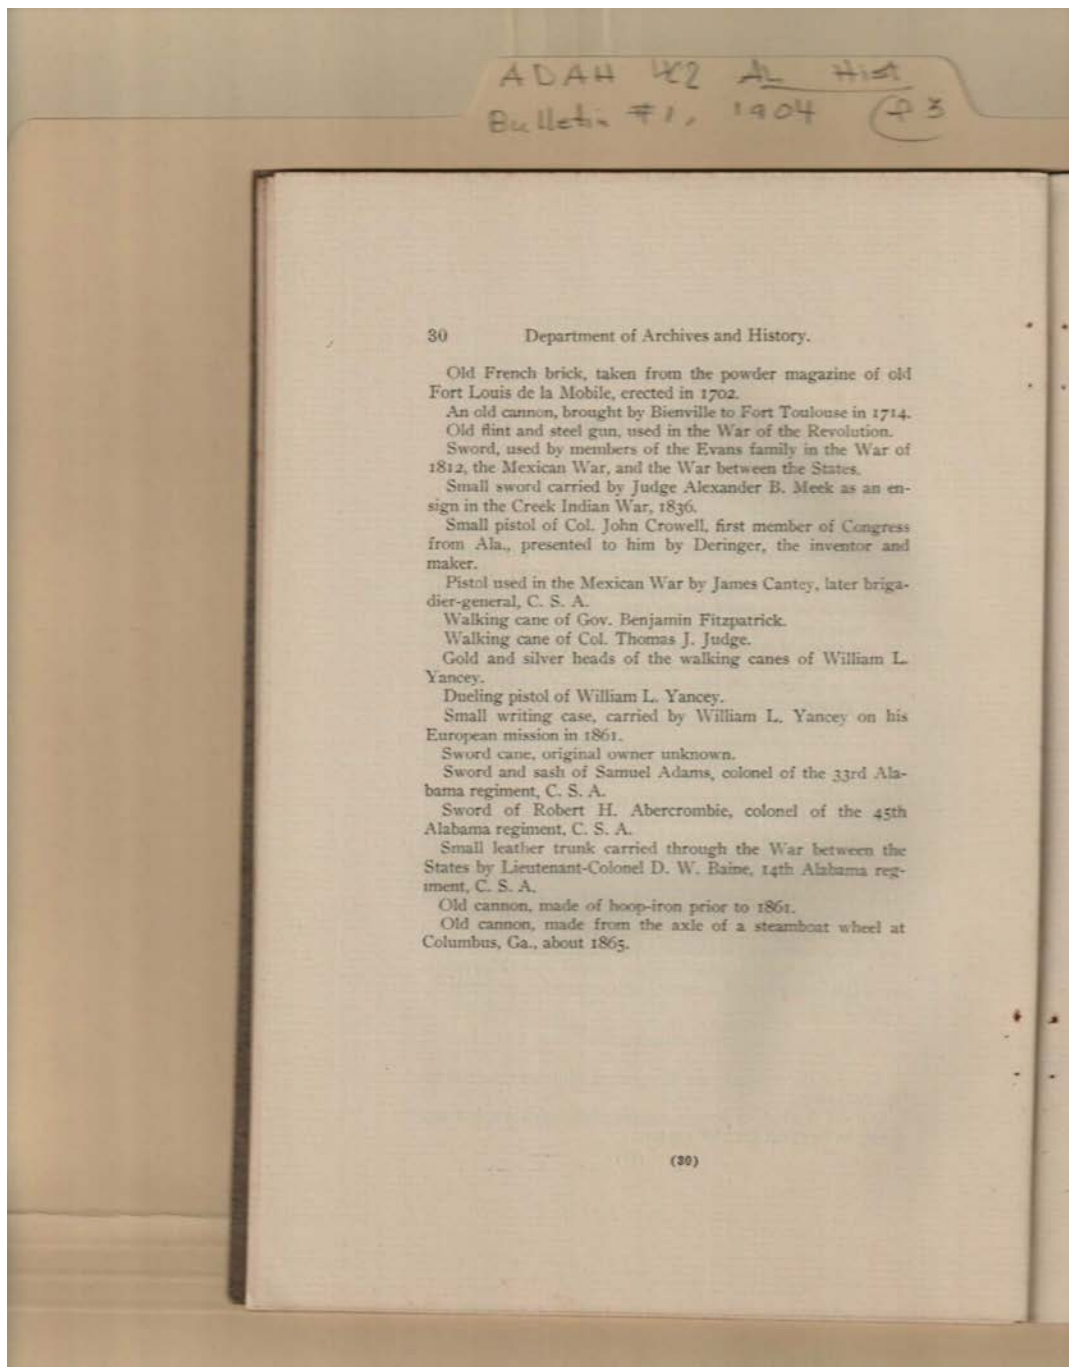 ADAH 42 AL Hist
Bulletin #1, 1904 p 3
30 Department of Archives and History.
Old French brick, taken from the powder magazine of old
Fort Louis de la Mobile, erected in 1702.
An old cannon, brought by Bienville to Fort Toulouse in 1714.
Old flint and steel gun, used in the War of the Revolution.
Sword, used by members of the Evans family in the War of
1812, the Mexican War, and the War between the States.
Small sword carried by Judge Alexander B. Meek as an en-
sign in the Creek Indian War, 1836.
Small pistol of Col. John Crowell, first member of Congress
from Ala., presented to him by Deringer, the inventor and
maker.
Pistol used in the Mexican War by James Cantey, later briga-
dier-general, C. S. A.
Walking cane of Gov. Benjamin Fitzpatrick.
Walking cane of Col. Thomas J. Judge.
Gold and silver heads of the walking canes of William L.
Yancey.
Dueling pistol of William L. Yancey.
Small writing case, carried by William L. Yancey on his
European mission in 1861.
Sword cane, original owner unknown.
Sword and sash of Samuel Adams, colonel of the 33rd Ala-
bama regiment, C. S. A.
Sword of Robert H. Abercrombie, colonel of the 45th
Alabama regiment, C. S. A.
Small leather trunk carried through the War between the
States by Lieutenant-Colonel D. W. Baine, 14th Alabama reg-
iment, C. S. A.
Old cannon, made of hoop-iron prior to 1861.
Old cannon, made from the axle of a steamboat wheel at
Columbus, Ga., about 1865.
(30)